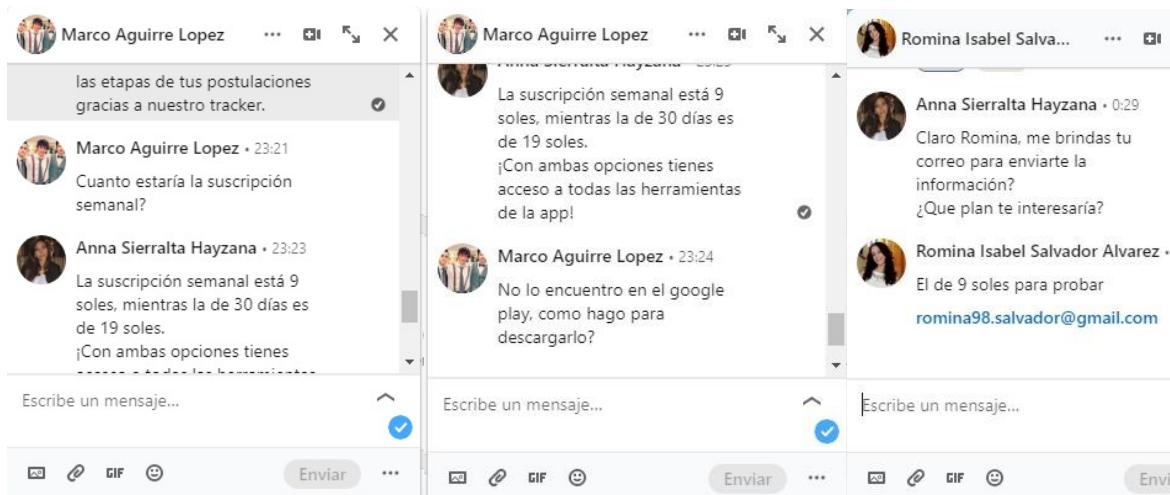 Marco Aguirre Lopez
las etapas de tus postulaciones
gracias a nuestro tracker.
Marco Aguirre Lopez • 23:21
Cuanto estaría la suscripción
semanal?
Anna Sierralta Hayzana • 23:23
La suscripción semanal está 9
soles, mientras la de 30 días es
de 19 soles.
¡Con ambas opciones tienes
Escribe un mensaje...
GIF
Enviar
Marco Aguirre Lopez
Anna Sierralta Hayzana • 23:23
La suscripción semanal está 9
soles, mientras la de 30 días es
de 19 soles.
¡Con ambas opciones tienes
acceso a todas las herramientas
de la app!
Marco Aguirre Lopez • 23:24
No lo encuentro en el google
play, como hago para
descargarlo?
Escribe un mensaje...
GIF
Enviar
Romina Isabel Salva...
Anna Sierralta Hayzana • 0:29
Claro Romina, me brindas tu
correo para enviarte la
información?
¿Que plan te interesaría?
Romina Isabel Salvador Alvarez •
El de 9 soles para probar
romina98.salvador@gmail.com
Escribe un mensaje...
GIF
Envi